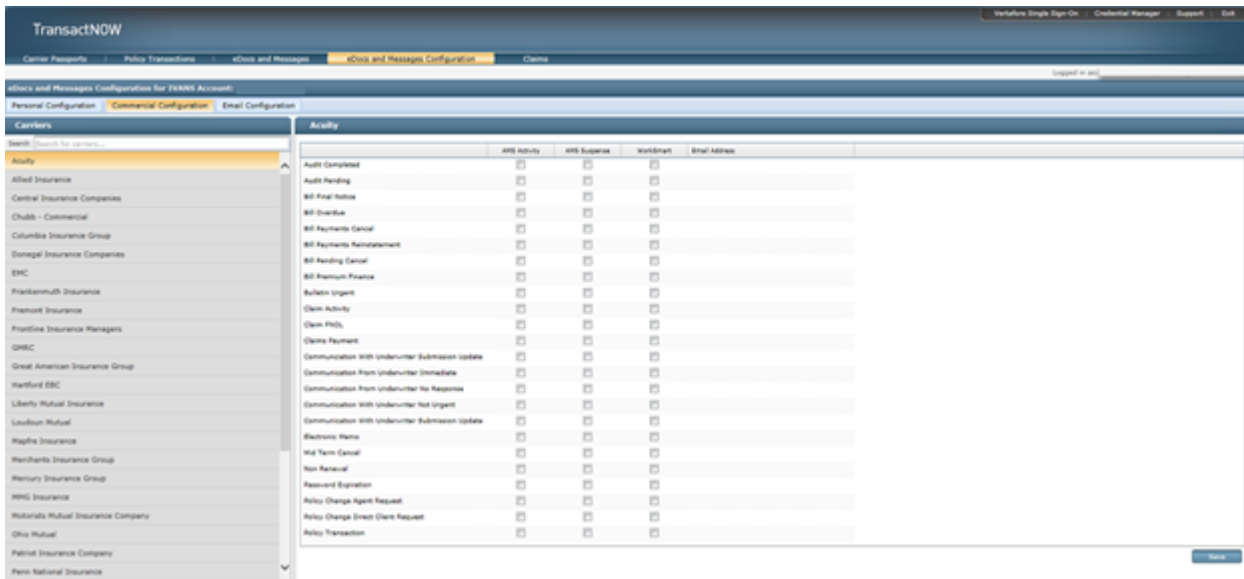 Vertafore Single Sign-On | Credential Manager | Support | Exit
TransactNOW
Carrier Passports | Policy Transactions | eDocs and Messages | eDocs and Messages Configuration | Claims
Logged in as:
eDocs and Messages Configuration for IVANS Account:
Personal Configuration Commercial Configuration Email Configuration
Carriers
Search: Search for carriers...
Acuity
Allied Insurance
Central Insurance Companies
Chubb - Commercial
Columbia Insurance Group
Donegal Insurance Companies
EMC
Frankenmuth Insurance
Fremont Insurance
Frontline Insurance Managers
GMRC
Great American Insurance Group
Hartford EBC
Liberty Mutual Insurance
Loudoun Mutual
Mapfre Insurance
Merchants Insurance Group
Mercury Insurance Group
MMG Insurance
Motorists Mutual Insurance Company
Ohio Mutual
Patriot Insurance Company
Penn National Insurance
Acuity
AMS Activity AMS Suspense WorkSmart Email Address
Audit Completed
Audit Pending
Bill Final Notice
Bill Overdue
Bill Payments Cancel
Bill Payments Reinstatement
Bill Pending Cancel
Bill Premium Finance
Bulletin Urgent
Claim Activity
Claim FNOL
Claims Payment
Communication With Underwriter Submission Update
Communication From Underwriter Immediate
Communication From Underwriter No Response
Communication With Underwriter Not Urgent
Communication With Underwriter Submission Update
Electronic Memo
Mid Term Cancel
Non Renewal
Password Expiration
Policy Change Agent Request
Policy Change Direct Client Request
Policy Transaction
Save